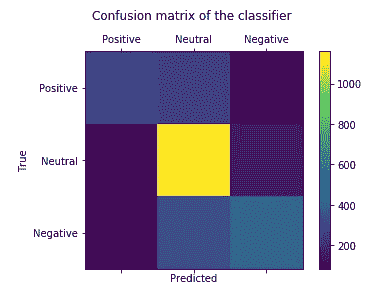 Confusion matrix of the classifier
Positive Neutral Negative
Positive
Neutral
Negative
True
Predicted
1000
800
600
400
200